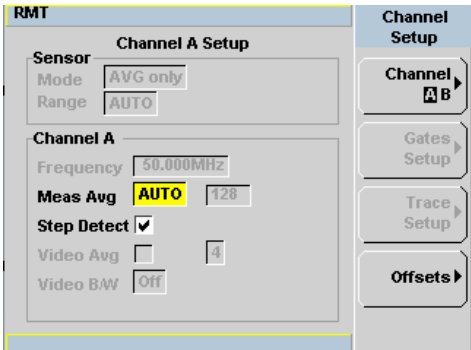 RMT
Channel A Setup
Sensor
Mode AVG only
Range AUTO
Channel A
Frequency 50.000MHz
Meas Avg AUTO 128
Step Detect
Video Avg 4
Video B/W Off
Channel
Setup
Channel
A B
Gates
Setup
Trace
Setup
Offsets